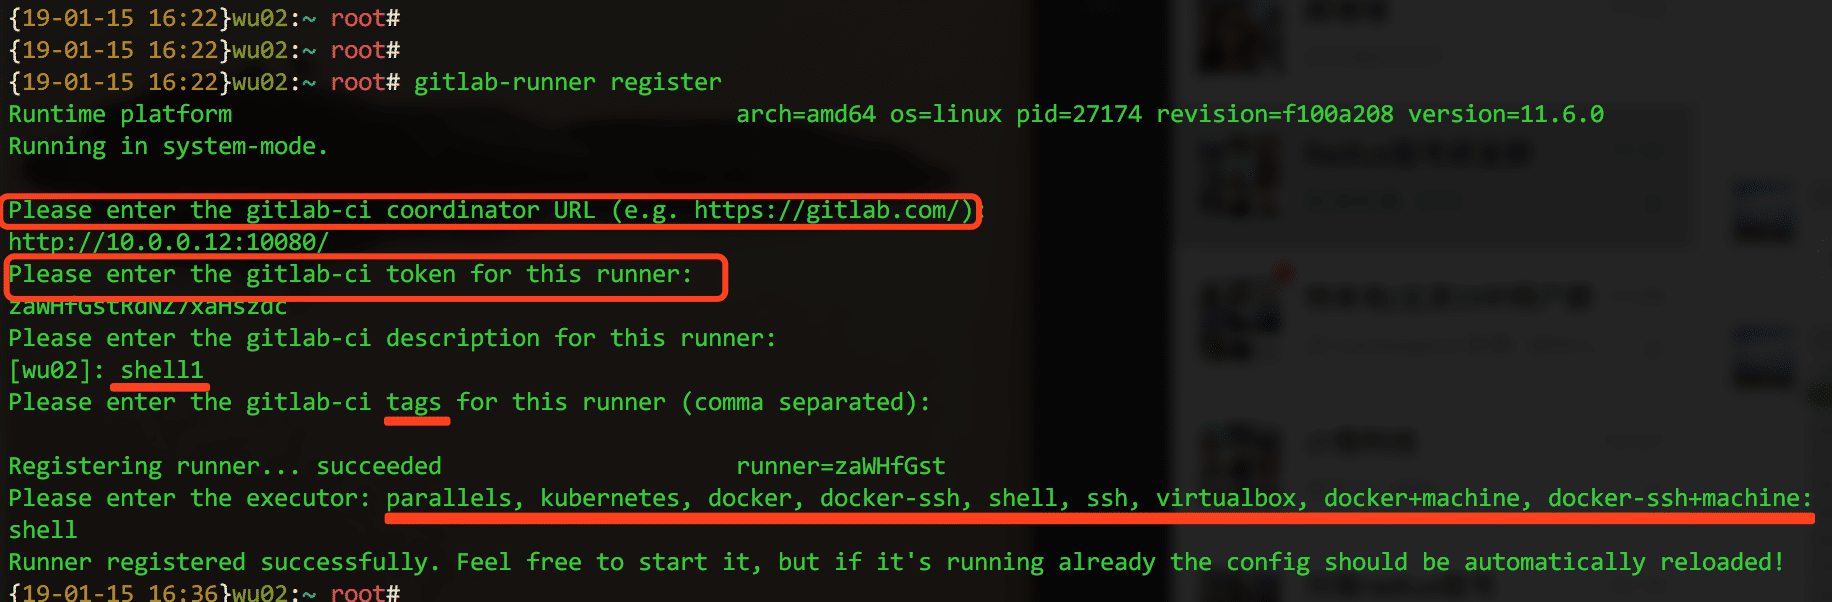 {19-01-15 16:22}wu02:~ root#
{19-01-15 16:22}wu02:~ root#
{19-01-15 16:22}wu02:~ root# gitlab-runner register
Runtime platform arch=amd64 os=linux pid=27174 revision=f100a208 version=11.6.0
Running in system-mode.
Please enter the gitlab-ci coordinator URL (e.g. https://gitlab.com/):
http://10.0.0.12:10080/
Please enter the gitlab-ci token for this runner:
zaWHfGstRdNZ7xaHszdc
Please enter the gitlab-ci description for this runner:
[wu02]: shell1
Please enter the gitlab-ci tags for this runner (comma separated):
Registering runner... succeeded runner=zaWHfGst
Please enter the executor: parallels, kubernetes, docker, docker-ssh, shell, ssh, virtualbox, docker+machine, docker-ssh+machine:
shell
Runner registered successfully. Feel free to start it, but if it's running already the config should be automatically reloaded!
{19-01-15 16:36}wu02:~ root#